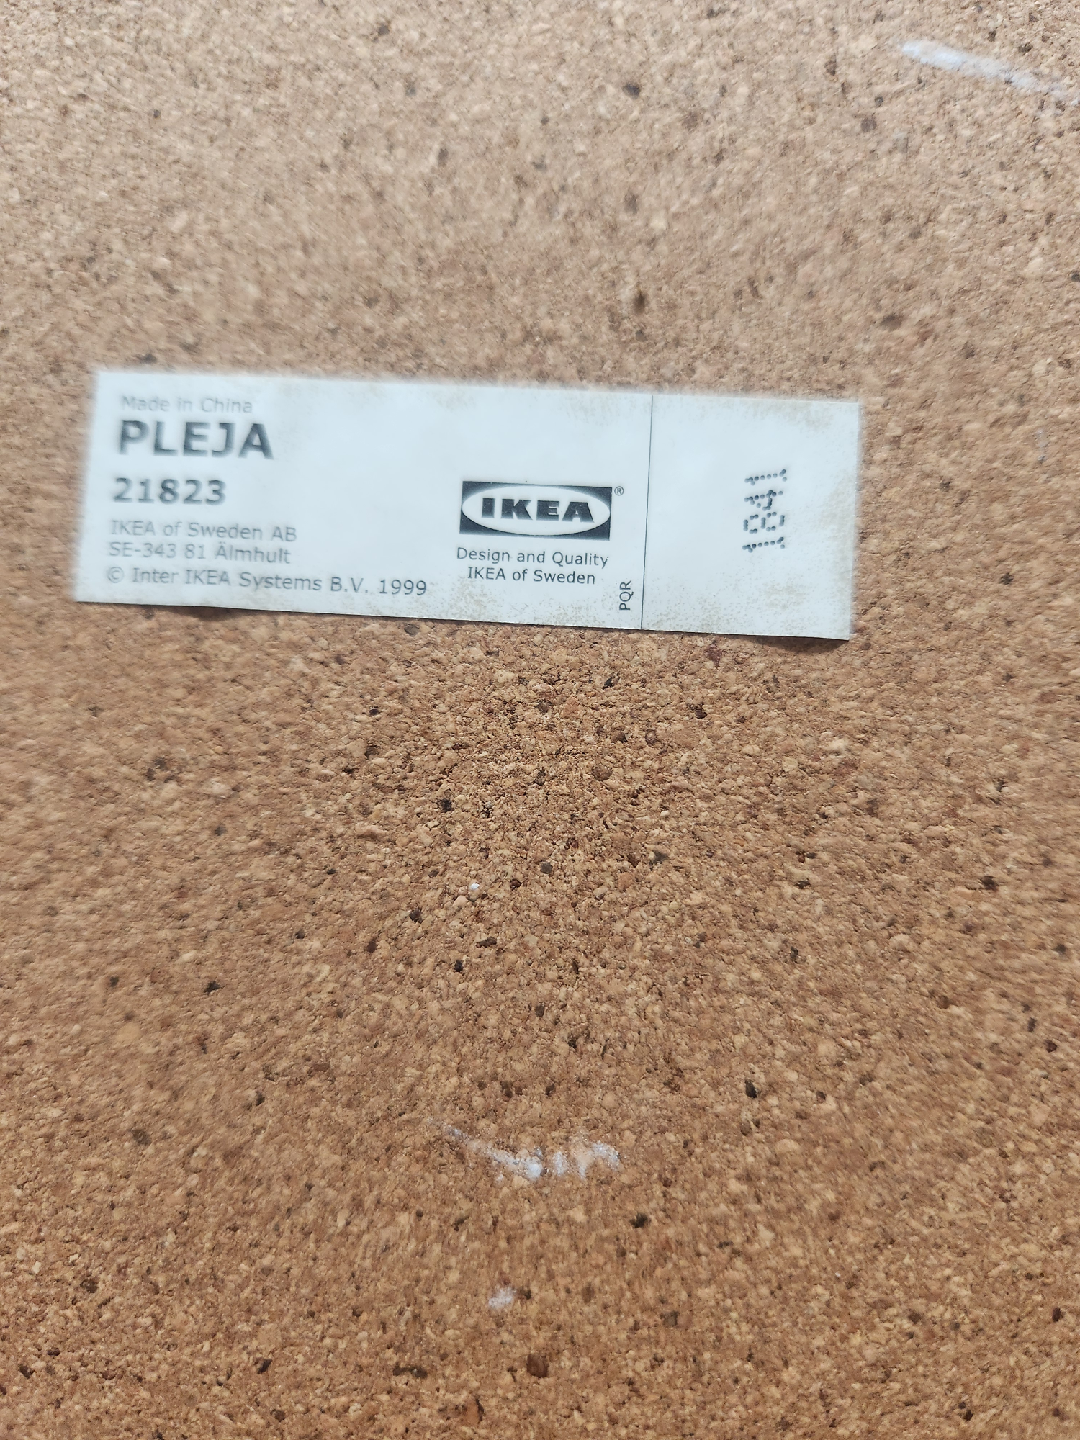 Made in China
PLEJA
21823
IKEA of Sweden AB
SE-343 81 Älmhult
© Inter IKEA Systems B.V. 1999
IKEA®
Design and Quality
IKEA of Sweden
PQR
1841